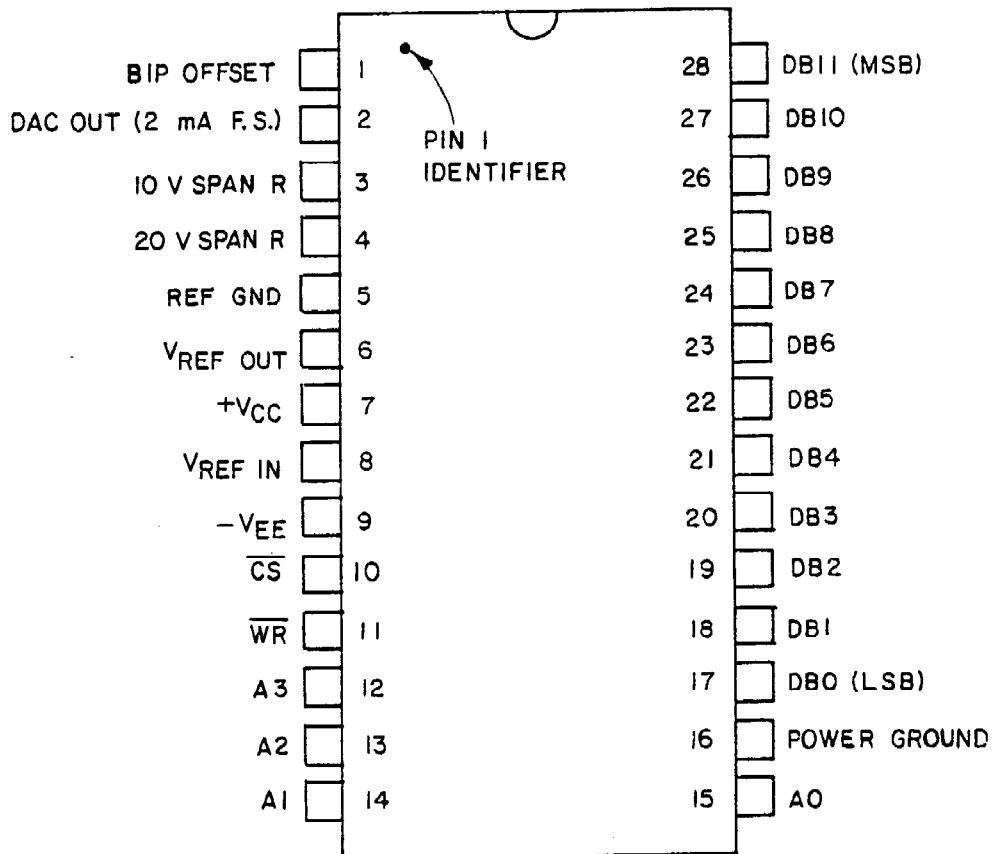 BIP OFFSET 1
DAC OUT (2 mA F.S.) 2
10 V SPAN R 3
20 V SPAN R 4
REF GND 5
VREF OUT 6
+VCC 7
VREF IN 8
-VEE 9
CS 10
WR 11
A3 12
A2 13
A1 14
PIN 1
IDENTIFIER
28 DB11 (MSB)
27 DB10
26 DB9
25 DB8
24 DB7
23 DB6
22 DB5
21 DB4
20 DB3
19 DB2
18 DB1
17 DB0 (LSB)
16 POWER GROUND
15 A0